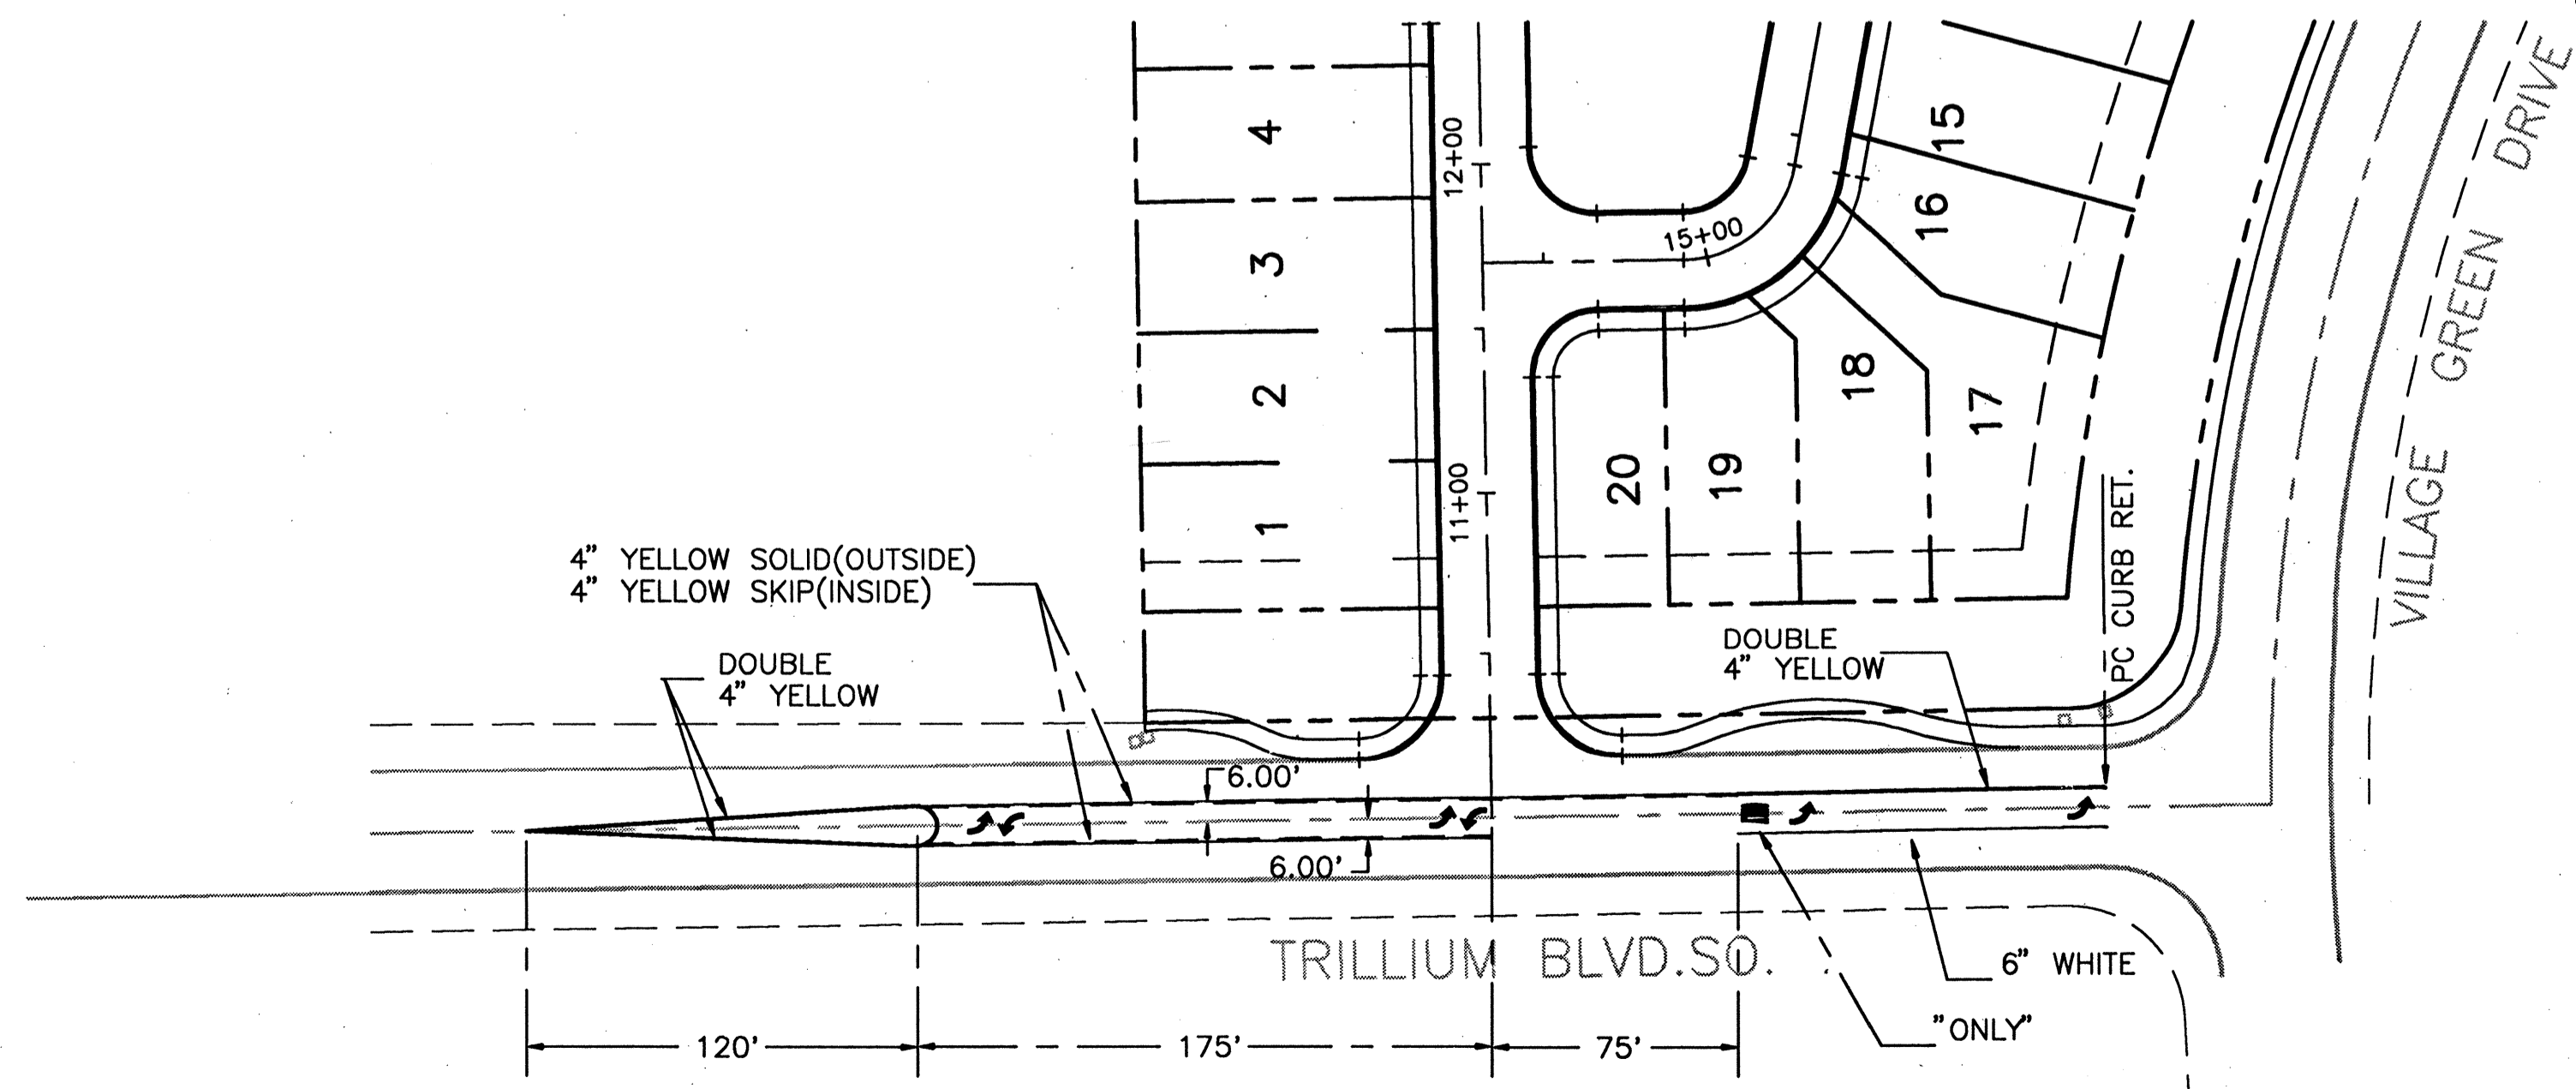 4
3
2
1
12+00
11+00
15+00
15
16
17
18
19
20
VILLAGE GREEN DRIVE
PC CURB RET.
4" YELLOW SOLID(OUTSIDE)
4" YELLOW SKIP(INSIDE)
DOUBLE
4" YELLOW
DOUBLE
4" YELLOW
6.00'
6.00'
TRILLIUM BLVD.SO.
6" WHITE
"ONLY"
120'
175'
75'